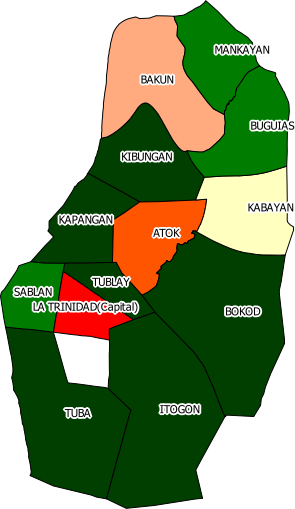 MANKAYAN
BAKUN
BUGUIAS
KIBUNGAN
KABAYAN
KAPANGAN
ATOK
TUBLAY
SABLAN
LA TRINIDAD(Capital)
BOKOD
TUBA
ITOGON